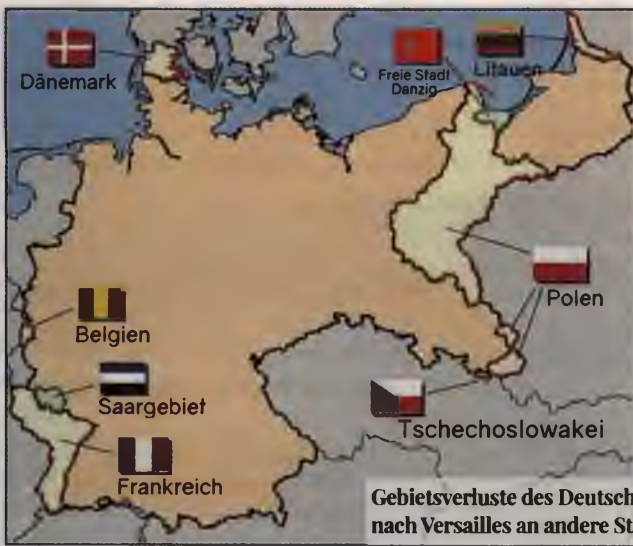 Dänemark
Freie Stadt
Danzig
Litauen
Polen
Belgien
Saargebiet
Tschechoslowakei
Frankreich
Gebietsverluste des Deutsch
nach Versailles an andere St